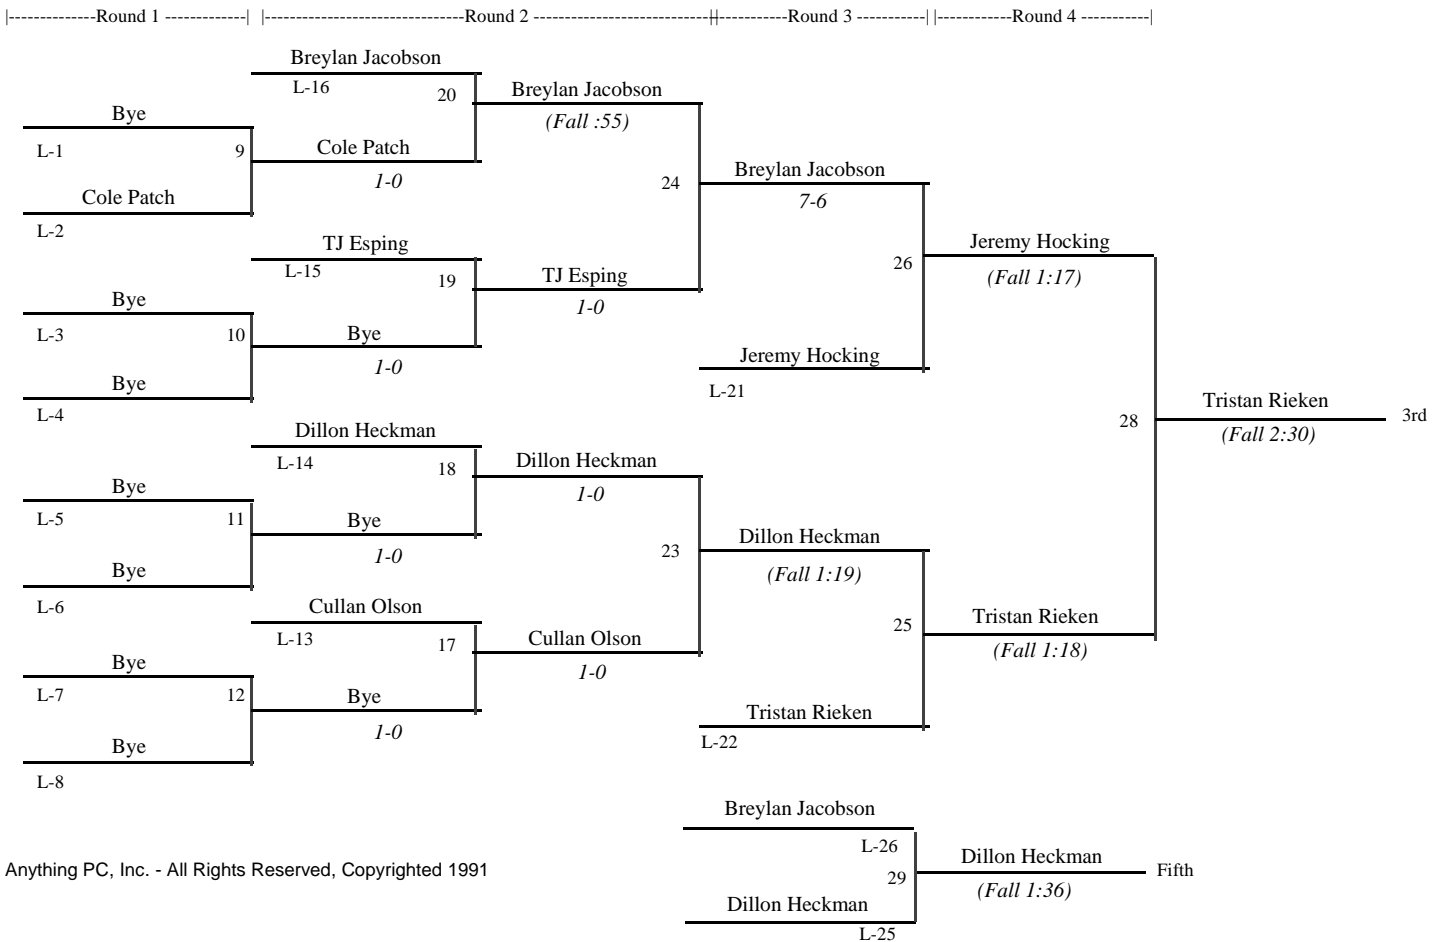 |-------------Round 1 -------------| |-------------------------------Round 2 ---------------------------||-----------Round 3 -----------| |------------Round 4 -----------|
Breylan Jacobson
L-16
20
Breylan Jacobson
(Fall :55)
Bye
L-1
9
Cole Patch
1-0
Cole Patch
L-2
24
Breylan Jacobson
7-6
TJ Esping
L-15
19
TJ Esping
1-0
Bye
L-3
10
Bye
1-0
Bye
L-4
26
Jeremy Hocking
(Fall 1:17)
Jeremy Hocking
L-21
28
Tristan Rieken
(Fall 2:30)
3rd
Dillon Heckman
L-14
18
Dillon Heckman
1-0
Bye
L-5
11
Bye
1-0
Bye
L-6
23
Dillon Heckman
(Fall 1:19)
Cullan Olson
L-13
17
Cullan Olson
1-0
Bye
L-7
12
Bye
1-0
Bye
L-8
25
Tristan Rieken
(Fall 1:18)
Tristan Rieken
L-22
Breylan Jacobson
L-26
29
Dillon Heckman
(Fall 1:36)
Fifth
Dillon Heckman
L-25
Anything PC, Inc. - All Rights Reserved, Copyrighted 1991